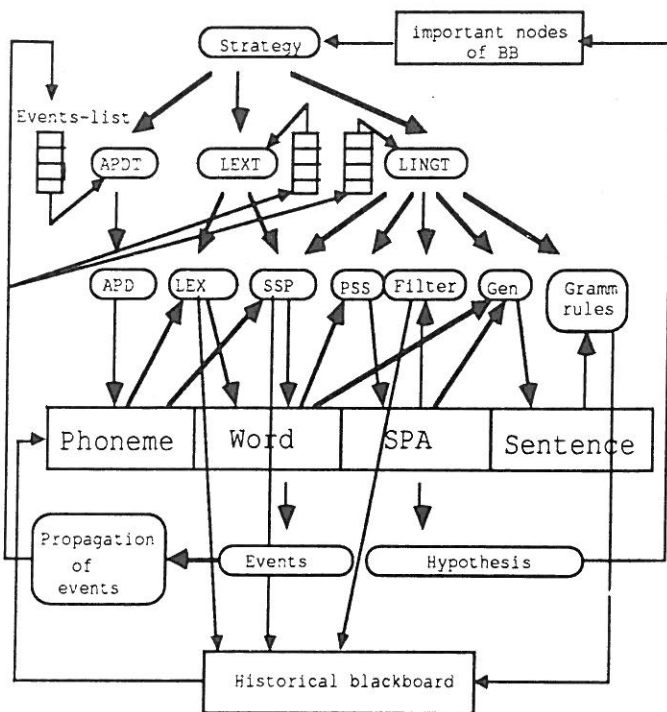 important nodes
of BB
Strategy
Events-list
APDT
LEXT
LINGT
APD
LEX
SSP
PSS
Filter
Gen
Gramm
rules
Phoneme
Word
SPA
Sentence
Propagation
of
events
Events
Hypothesis
Historical blackboard